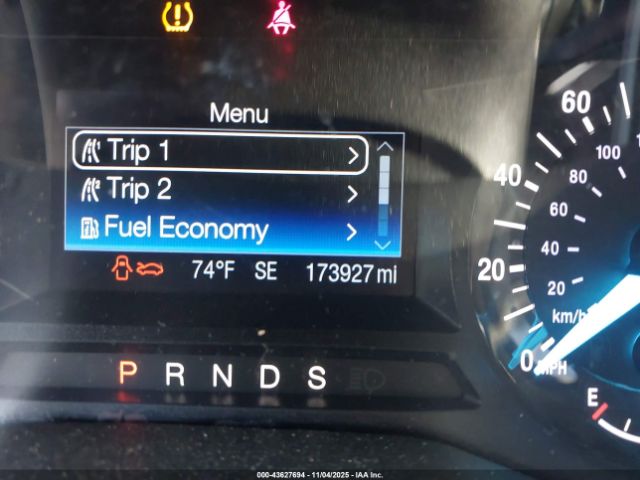 Menu
Trip 1
Trip 2
Fuel Economy
74°F SE 173927 mi
P R N D S
60
40
20
0
MPH
100
80
60
40
20
km/h
E
000-43627694 - 11/04/2025 - IAA Inc.